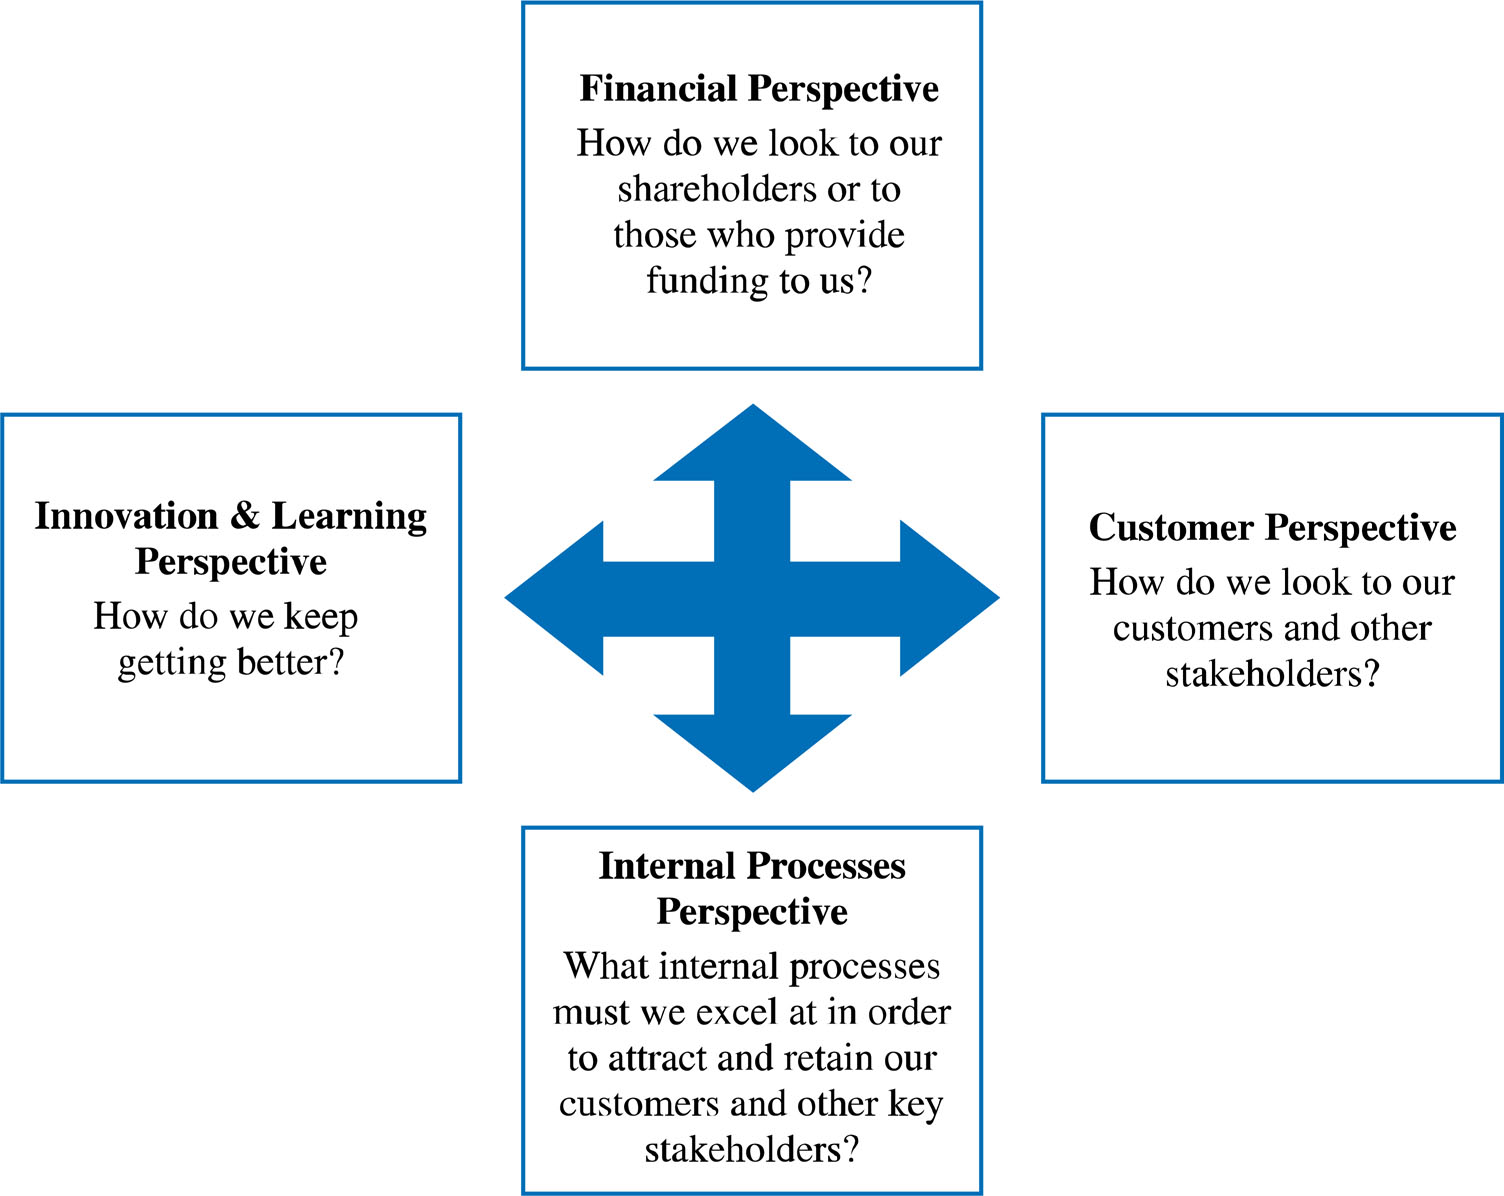 Financial Perspective
How do we look to our
shareholders or to
those who provide
funding to us?
Innovation & Learning
Perspective
How do we keep
getting better?
Customer Perspective
How do we look to our
customers and other
stakeholders?
Internal Processes
Perspective
What internal processes
must we excel at in order
to attract and retain our
customers and other key
stakeholders?